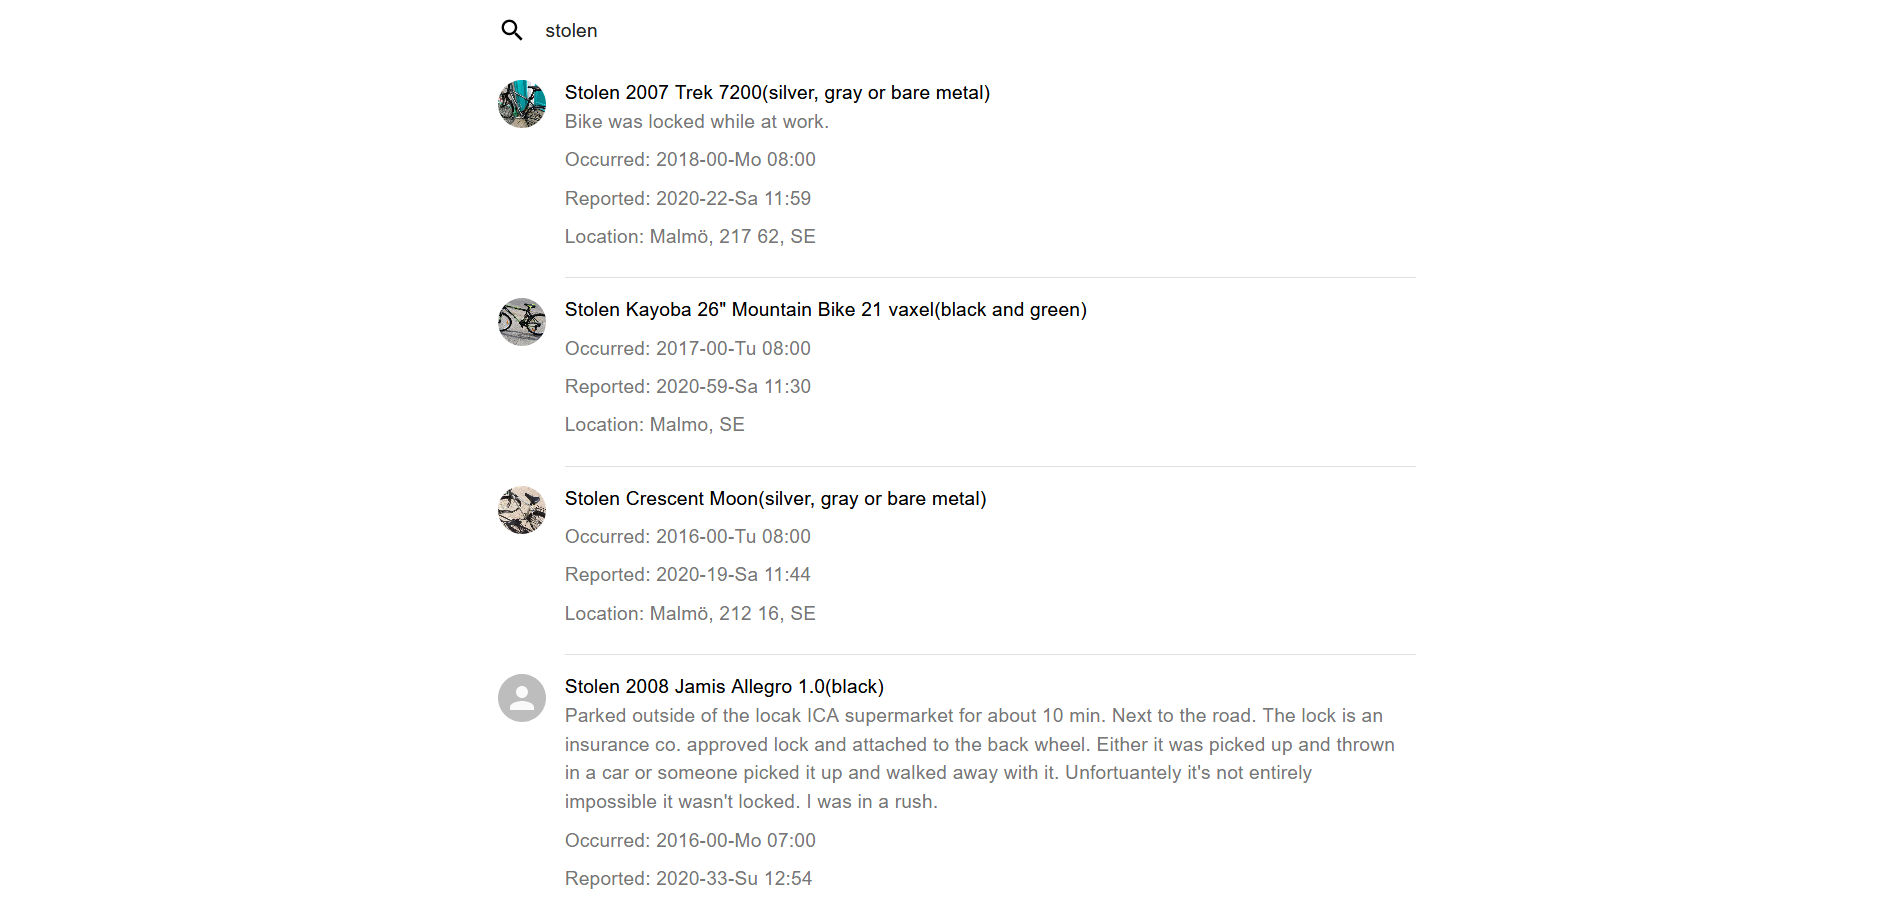 stolen
Stolen 2007 Trek 7200(silver, gray or bare metal)
Bike was locked while at work.
Occurred: 2018-00-Mo 08:00
Reported: 2020-22-Sa 11:59
Location: Malmö, 217 62, SE
Stolen Kayoba 26" Mountain Bike 21 vaxel(black and green)
Occurred: 2017-00-Tu 08:00
Reported: 2020-59-Sa 11:30
Location: Malmo, SE
Stolen Crescent Moon(silver, gray or bare metal)
Occurred: 2016-00-Tu 08:00
Reported: 2020-19-Sa 11:44
Location: Malmö, 212 16, SE
Stolen 2008 Jamis Allegro 1.0(black)
Parked outside of the locak ICA supermarket for about 10 min. Next to the road. The lock is an
insurance co. approved lock and attached to the back wheel. Either it was picked up and thrown
in a car or someone picked it up and walked away with it. Unfortuantely it's not entirely
impossible it wasn't locked. I was in a rush.
Occurred: 2016-00-Mo 07:00
Reported: 2020-33-Su 12:54